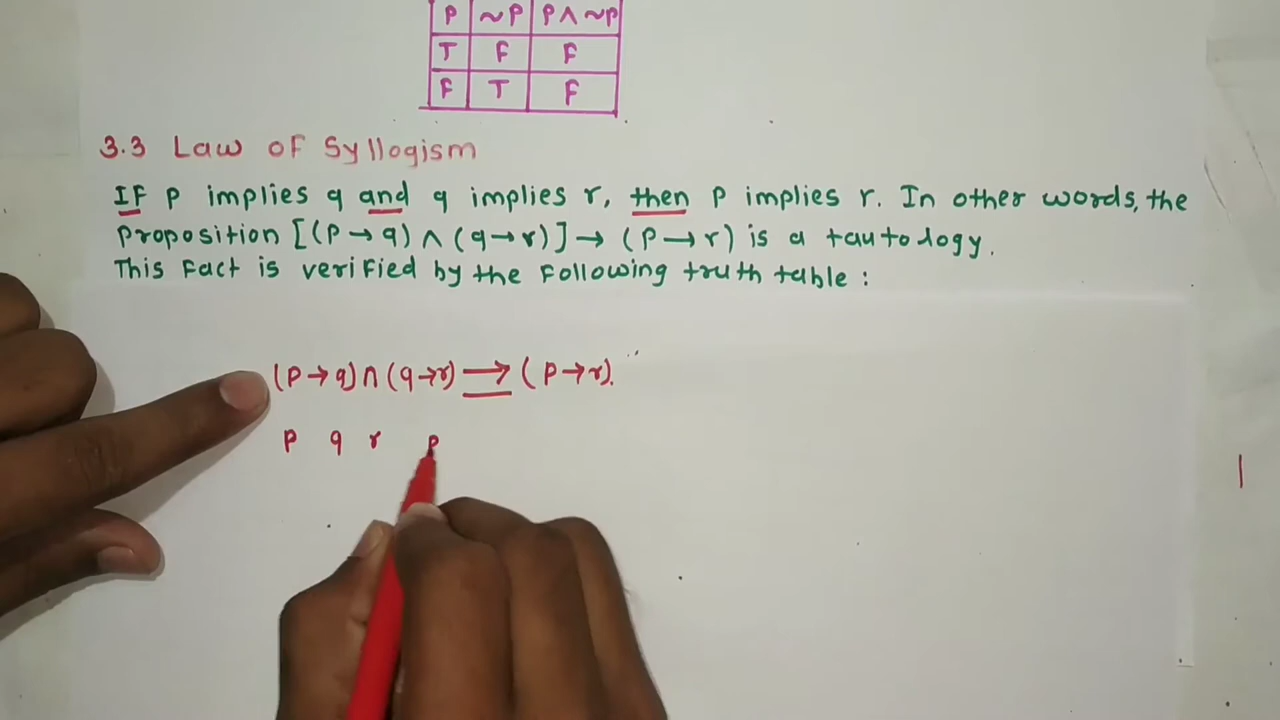 P ~P P∧~P
T F F
F T F
3.3 Law of Syllogism
IF p implies q and q implies r, then p implies r. In other words, the
Proposition [(P→q)∧(q→r)]→(P→r) is a tautology.
This Fact is verified by the Following truth table :
(P→q)∧(q→r)⟶(P→r).
p q r p